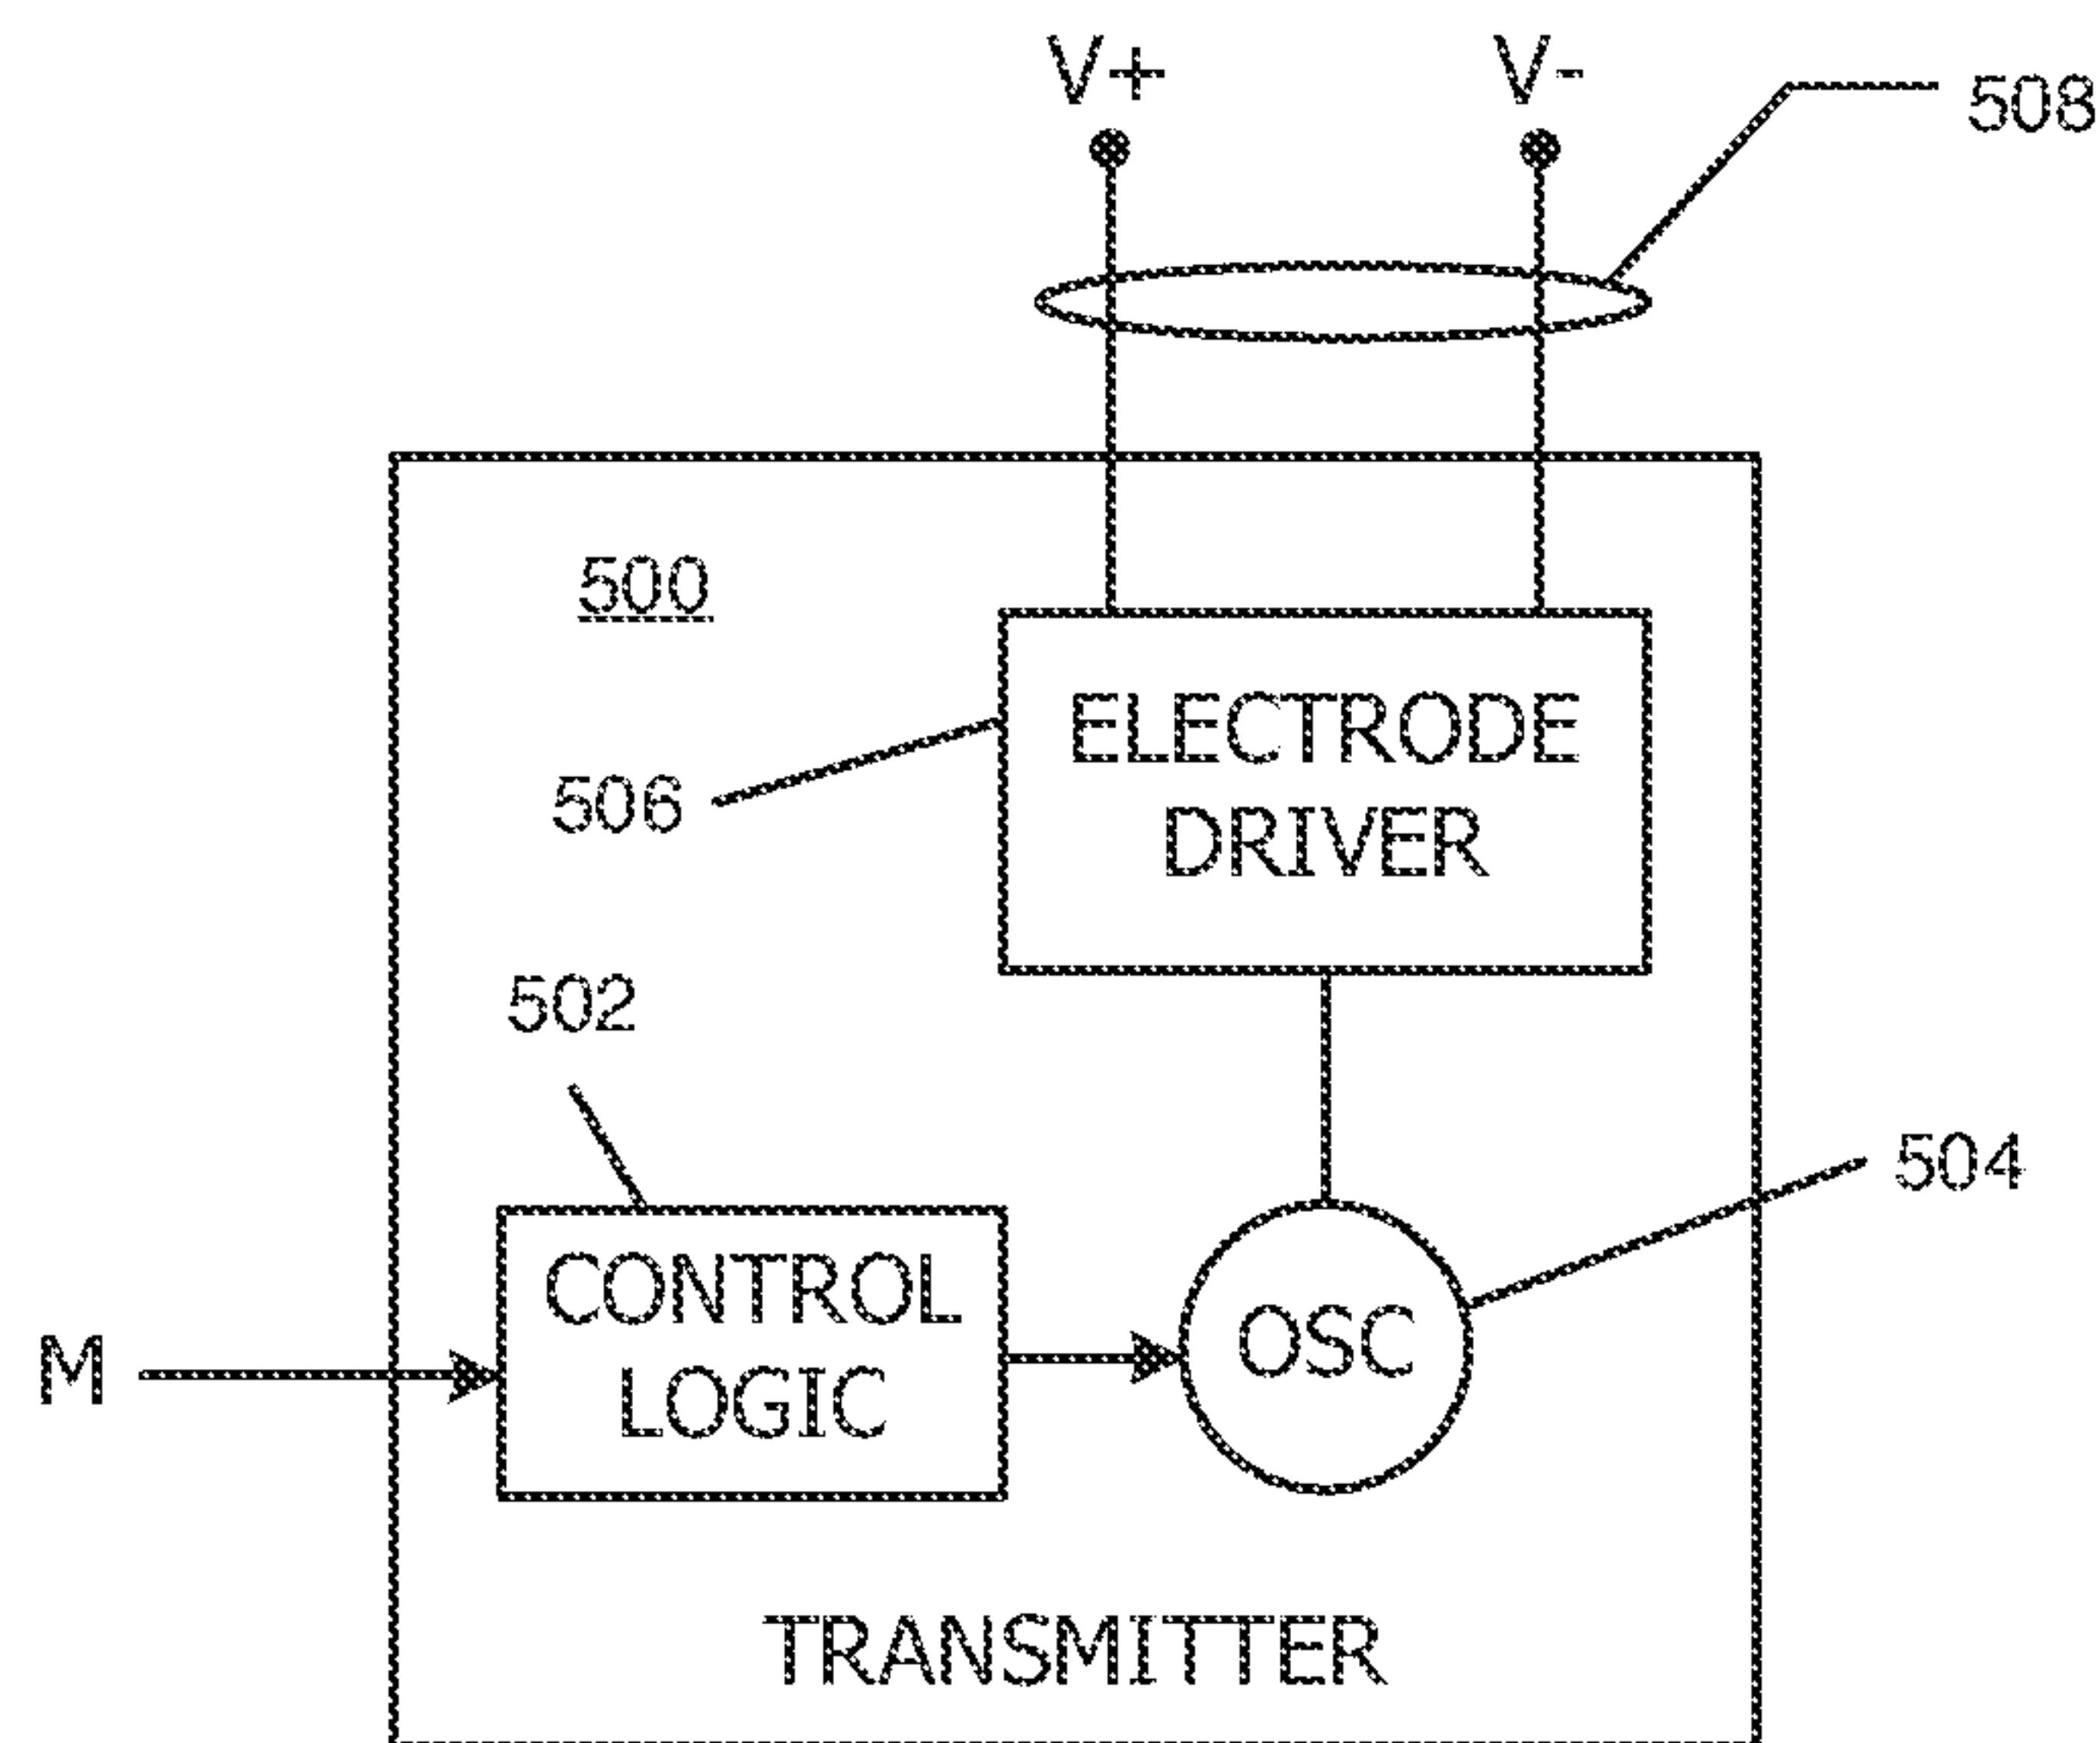 V+
V-
508
500
ELECTRODE
DRIVER
506
502
504
CONTROL
LOGIC
OSC
M
TRANSMITTER